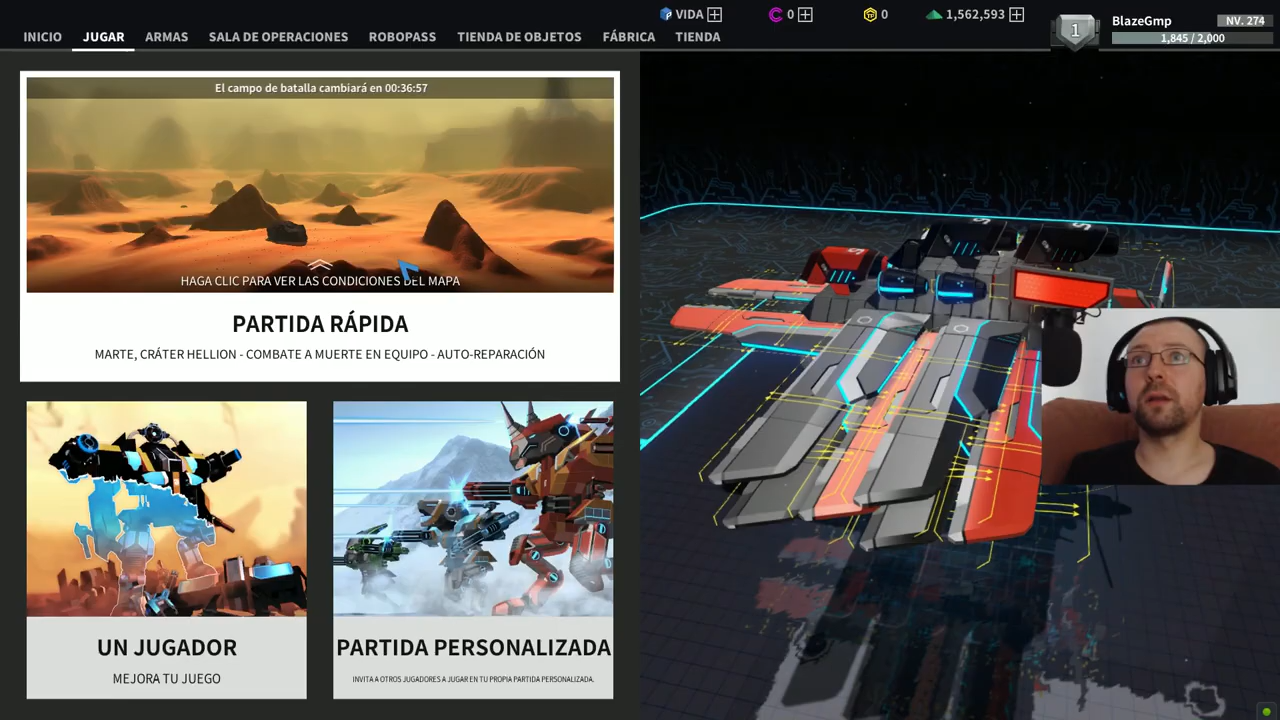 VIDA 0 0 1,562,593
INICIO JUGAR ARMAS SALA DE OPERACIONES ROBOPASS TIENDA DE OBJETOS FÁBRICA TIENDA
1 BlazeGmp NV. 274
1,845 / 2,000
El campo de batalla cambiará en 00:36:57
HAGA CLIC PARA VER LAS CONDICIONES DEL MAPA
PARTIDA RÁPIDA
MARTE, CRÁTER HELLION - COMBATE A MUERTE EN EQUIPO - AUTO-REPARACIÓN
UN JUGADOR
MEJORA TU JUEGO
PARTIDA PERSONALIZADA
INVITA A OTROS JUGADORES A JUGAR EN TU PROPIA PARTIDA PERSONALIZADA.